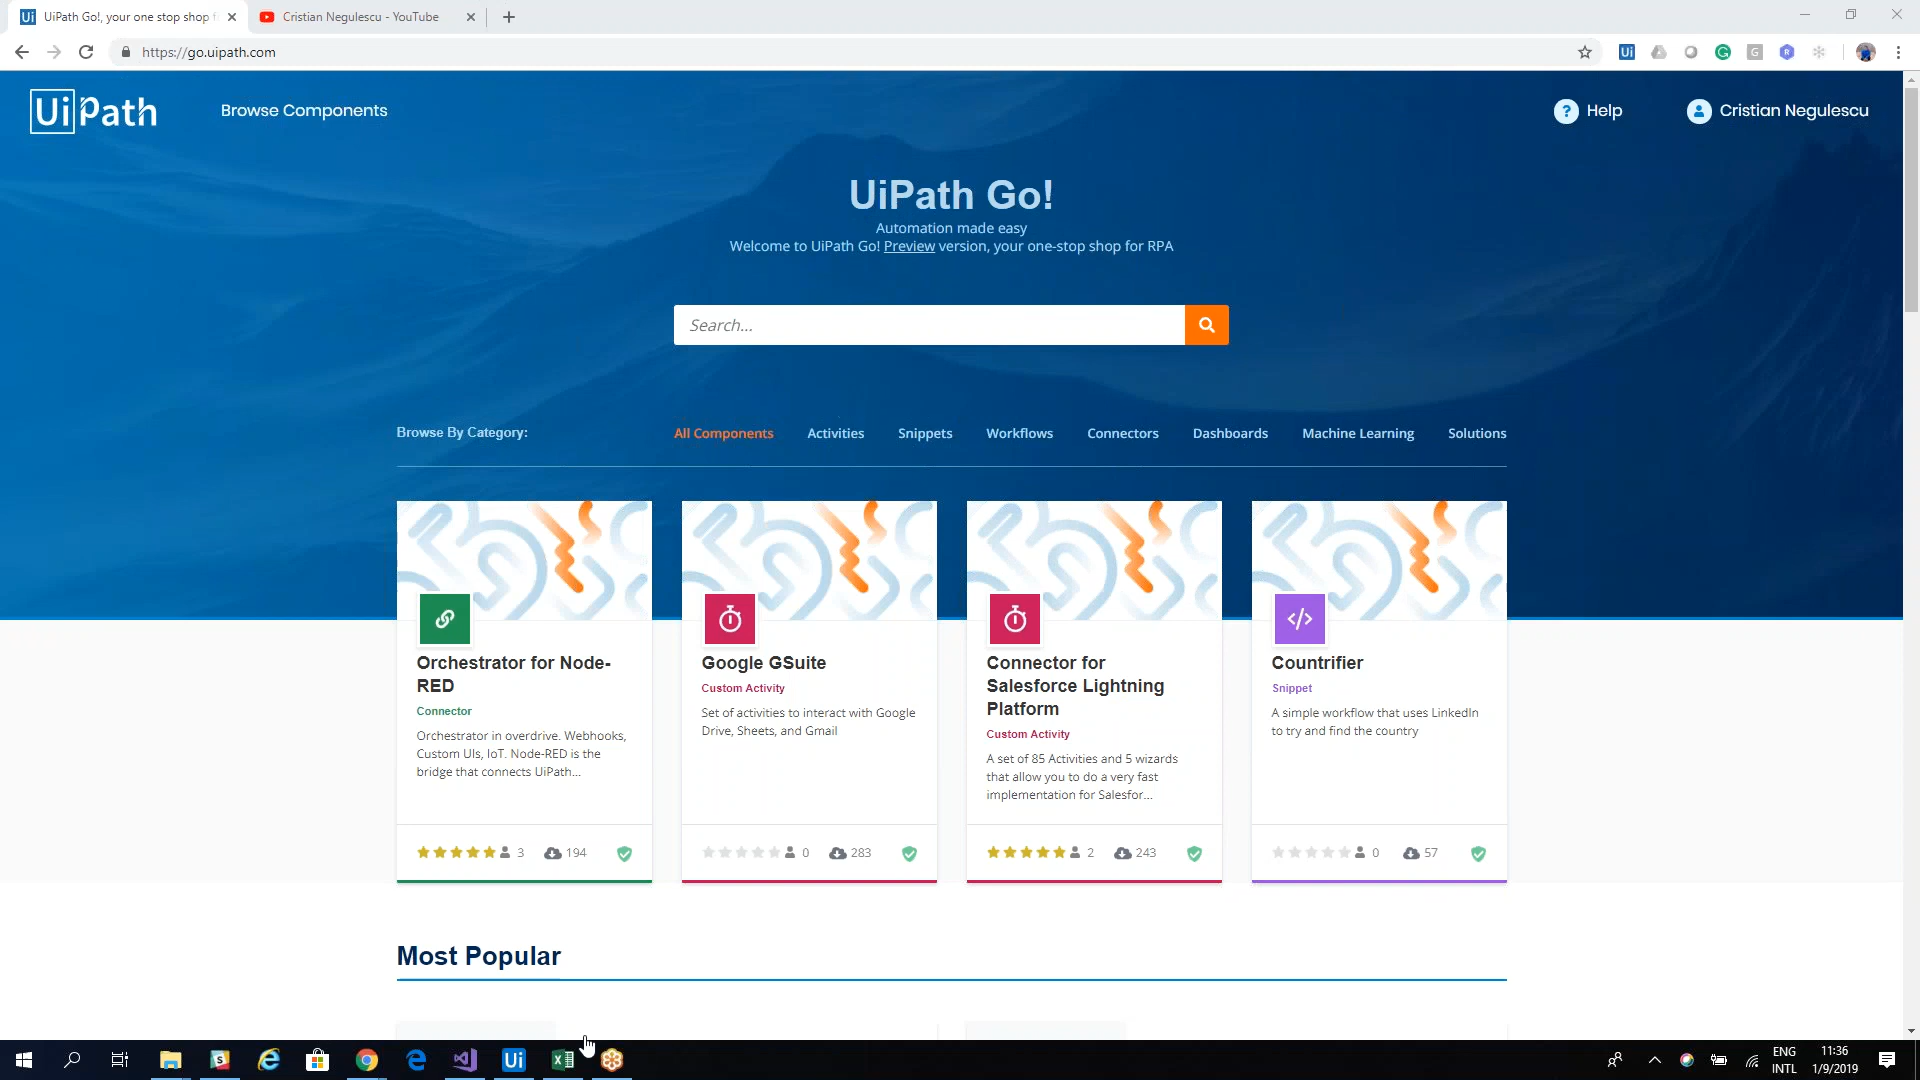 UiPath Go!, your one stop shop f
Cristian Negulescu - YouTube
https://go.uipath.com
UiPath
Browse Components
Help
Cristian Negulescu
UiPath Go!
Automation made easy
Welcome to UiPath Go! Preview version, your one-stop shop for RPA
Search...
Browse By Category:
All Components
Activities
Snippets
Workflows
Connectors
Dashboards
Machine Learning
Solutions
Orchestrator for Node-
RED
Connector
Orchestrator in overdrive. Webhooks,
Custom UIs, IoT. Node-RED is the
bridge that connects UiPath...
3
194
Google GSuite
Custom Activity
Set of activities to interact with Google
Drive, Sheets, and Gmail
0
283
Connector for
Salesforce Lightning
Platform
Custom Activity
A set of 85 Activities and 5 wizards
that allow you to do a very fast
implementation for Salesfor...
2
243
Countrifier
Snippet
A simple workflow that uses LinkedIn
to try and find the country
0
57
Most Popular
ENG
INTL
11:36
1/9/2019